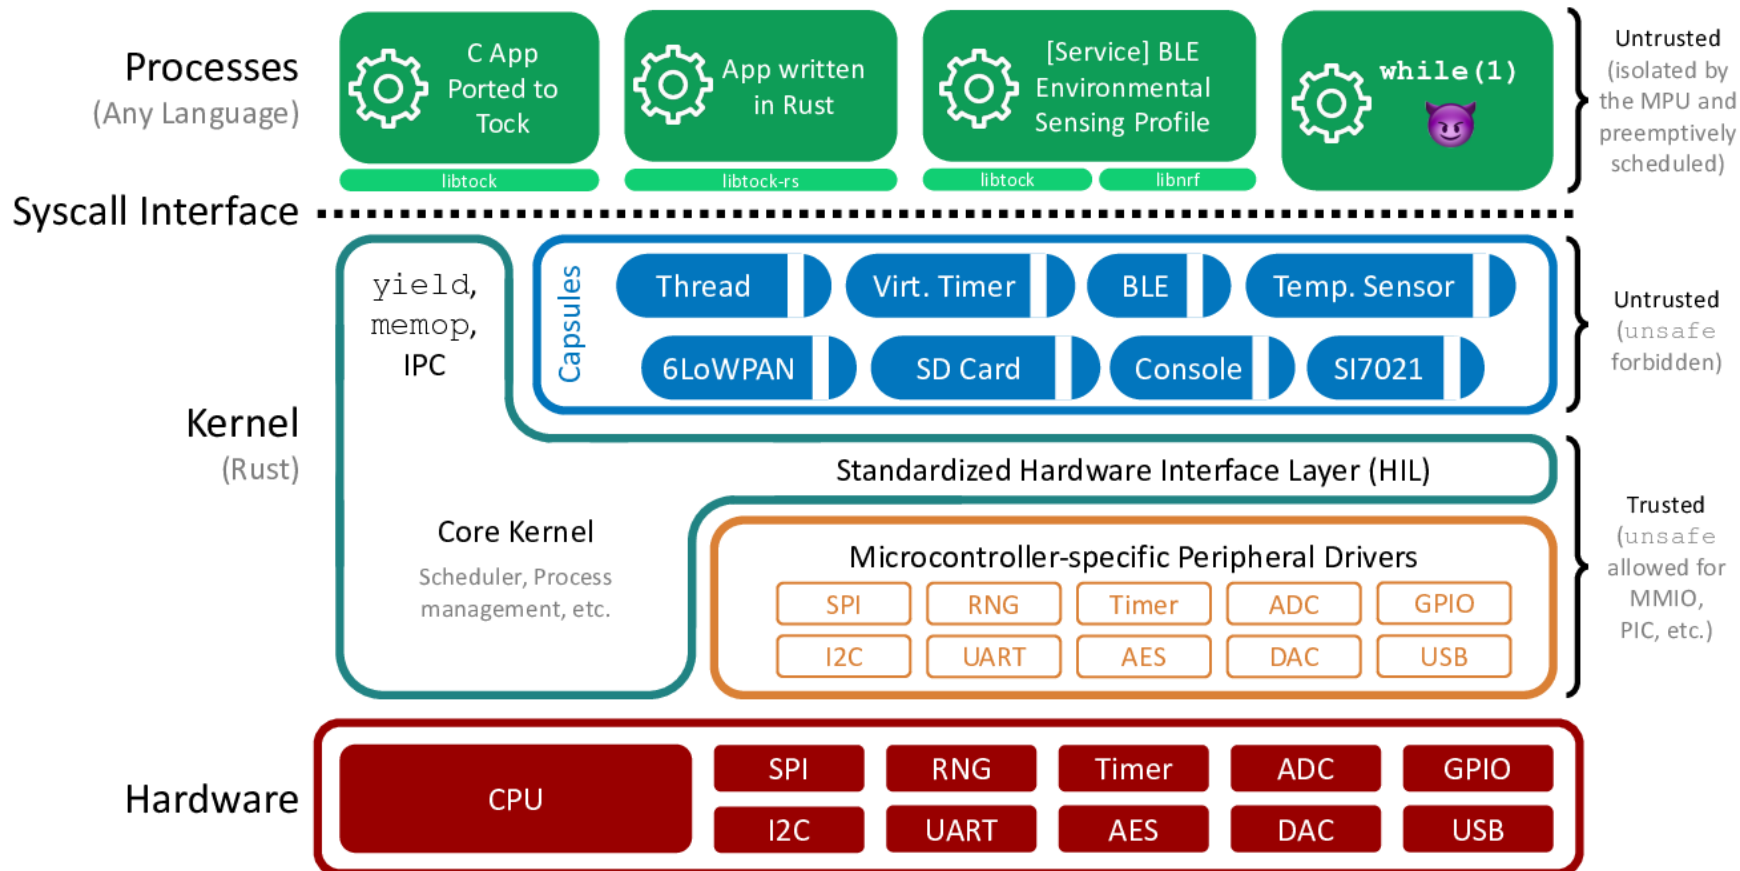 Processes
(Any Language)
C App
Ported to
Tock
libtock
App written
in Rust
libtock-rs
[Service] BLE
Environmental
Sensing Profile
libtock
libnrf
while(1)
Untrusted
(isolated by
the MPU and
preemptively
scheduled)
Syscall Interface
Kernel
(Rust)
yield,
memop,
IPC
Capsules
Thread
Virt. Timer
BLE
Temp. Sensor
6LoWPAN
SD Card
Console
SI7021
Untrusted
(unsafe
forbidden)
Standardized Hardware Interface Layer (HIL)
Core Kernel
Scheduler, Process
management, etc.
Microcontroller-specific Peripheral Drivers
SPI
RNG
Timer
ADC
GPIO
I2C
UART
AES
DAC
USB
Trusted
(unsafe
allowed for
MMIO,
PIC, etc.)
Hardware
CPU
SPI
RNG
Timer
ADC
GPIO
I2C
UART
AES
DAC
USB